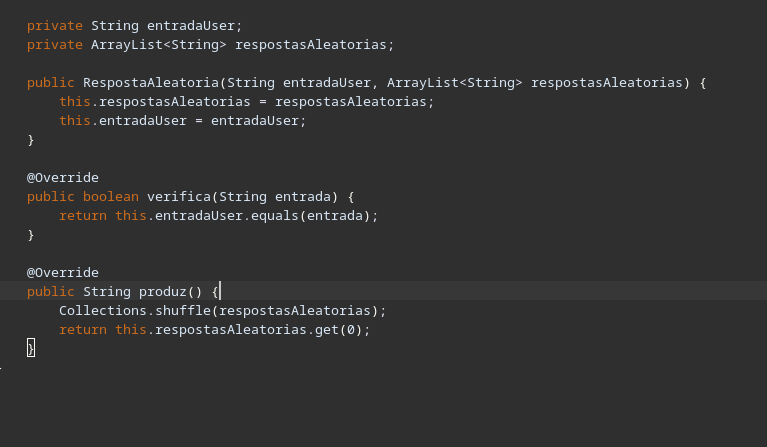 private String entradaUser;
private ArrayList<String> respostasAleatorias;
public RespostaAleatoria(String entradaUser, ArrayList<String> respostasAleatorias) {
this.respostasAleatorias = respostasAleatorias;
this.entradaUser = entradaUser;
}
@Override
public boolean verifica(String entrada) {
return this.entradaUser.equals(entrada);
}
@Override
public String produz() {
Collections.shuffle(respostasAleatorias);
return this.respostasAleatorias.get(0);
}